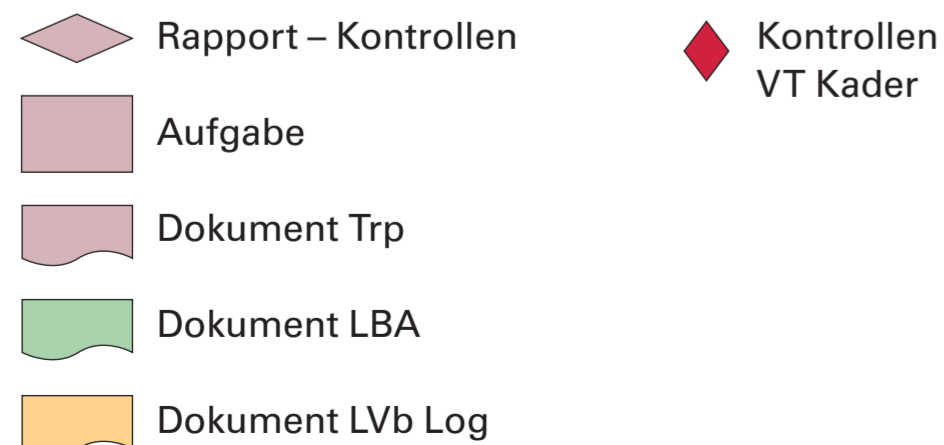 Rapport – Kontrollen
Aufgabe
Dokument Trp
Dokument LBA
Dokument LVb Log
Kontrollen
VT Kader